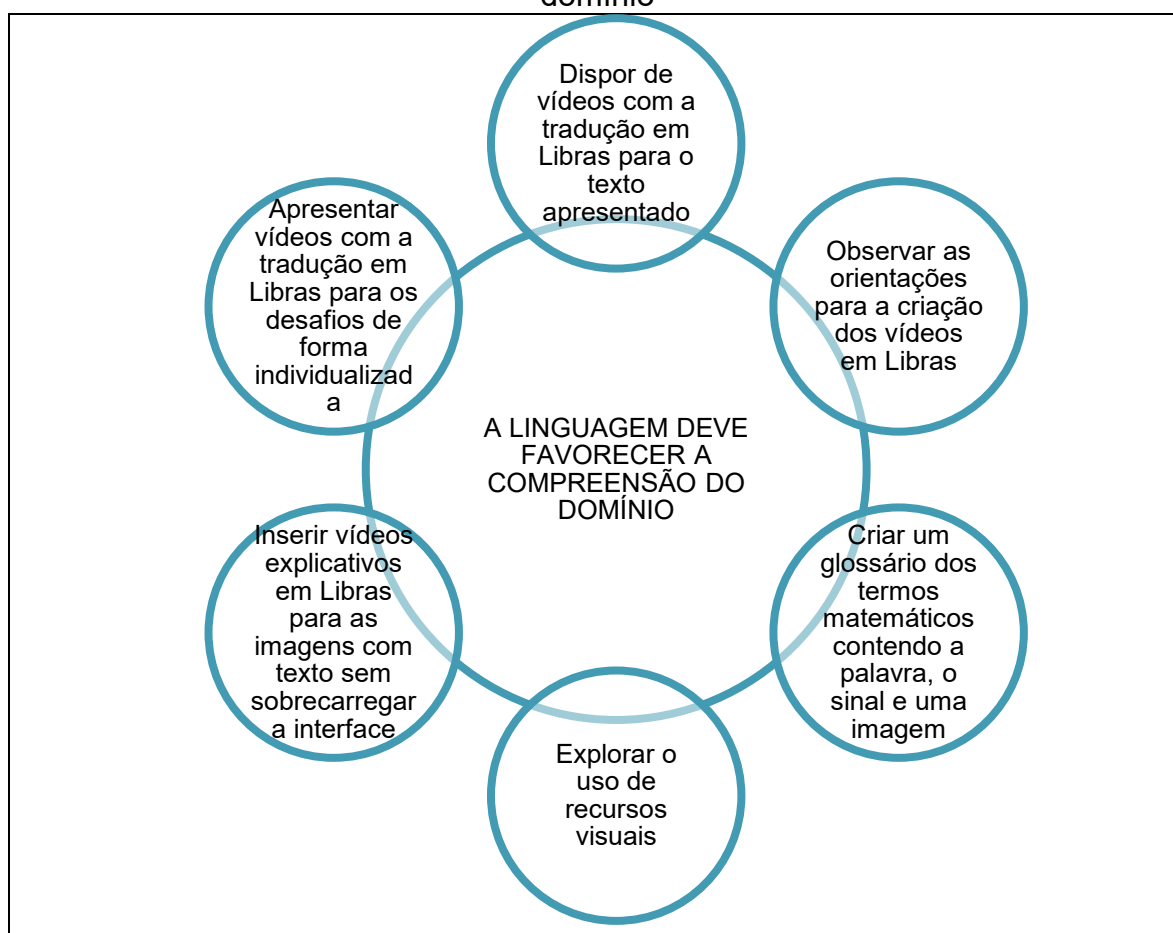 domínio
Dispor de
vídeos com a
tradução em
Libras para o
texto
apresentado
Observar as
orientações
para a criação
dos vídeos
em Libras
Criar um
glossário dos
termos
matemáticos
contendo a
palavra, o
sinal e uma
imagem
Explorar o
uso de
recursos
visuais
Inserir vídeos
explicativos
em Libras
para as
imagens com
texto sem
sobrecarregar
a interface
Apresentar
vídeos com a
tradução em
Libras para os
desafios de
forma
individualizad
a
A LINGUAGEM DEVE
FAVORECER A
COMPREENSÃO DO
DOMÍNIO